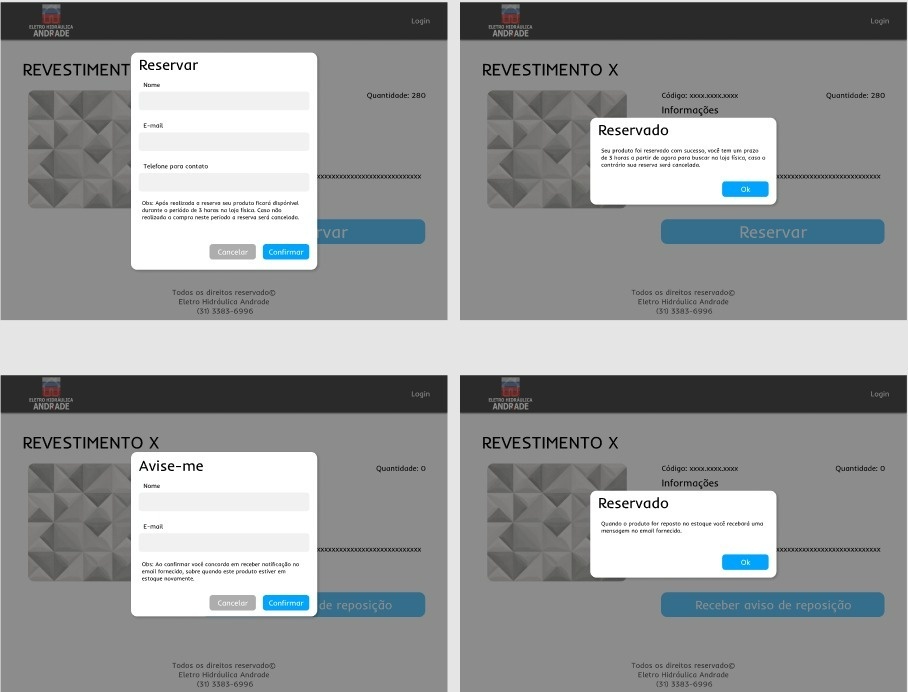 ELETRO HIDRÁULICA
ANDRADE
Login
REVESTIMENT
Quantidade: 280
Reservar
Nome
E-mail
Telefone para contato
Obs: Após realizada a reserva seu produto ficará disponível
durante o período de 3 horas na loja física. Caso não
realizada a compra neste período a reserva será cancelada.
Cancelar
Confirmar
xxxxxxxxxxxxxxxxxxxxxxxxxxxx
rvar
Todos os direitos reservado©
Eletro Hidráulica Andrade
(31) 3383-6996
ELETRO HIDRÁULICA
ANDRADE
Login
REVESTIMENTO X
Código: xxxx.xxxx.xxxx
Quantidade: 280
Informações
Reservado
Seu produto foi reservado com sucesso, você tem um prazo
de 3 horas a partir de agora para buscar na loja física, caso o
contrário sua reserva será cancelada.
Ok
xxxxxxxxxxxxxxxxxxxxxxxxxxxx
Reservar
Todos os direitos reservado©
Eletro Hidráulica Andrade
(31) 3383-6996
ELETRO HIDRÁULICA
ANDRADE
Login
REVESTIMENTO X
Quantidade: 0
Avise-me
Nome
E-mail
Obs: Ao confirmar você concorda em receber notificação no
email fornecido, sobre quando este produto estiver em
estoque novamente.
Cancelar
Confirmar
xxxxxxxxxxxxxxxxxxxxxxxxxxxx
de reposição
Todos os direitos reservado©
Eletro Hidráulica Andrade
(31) 3383-6996
ELETRO HIDRÁULICA
ANDRADE
Login
REVESTIMENTO X
Código: xxxx.xxxx.xxxx
Quantidade: 0
Informações
Reservado
Quando o produto for reposto no estoque você receberá uma
mensagem no email fornecido.
Ok
xxxxxxxxxxxxxxxxxxxxxxxxxxxx
Receber aviso de reposição
Todos os direitos reservado©
Eletro Hidráulica Andrade
(31) 3383-6996